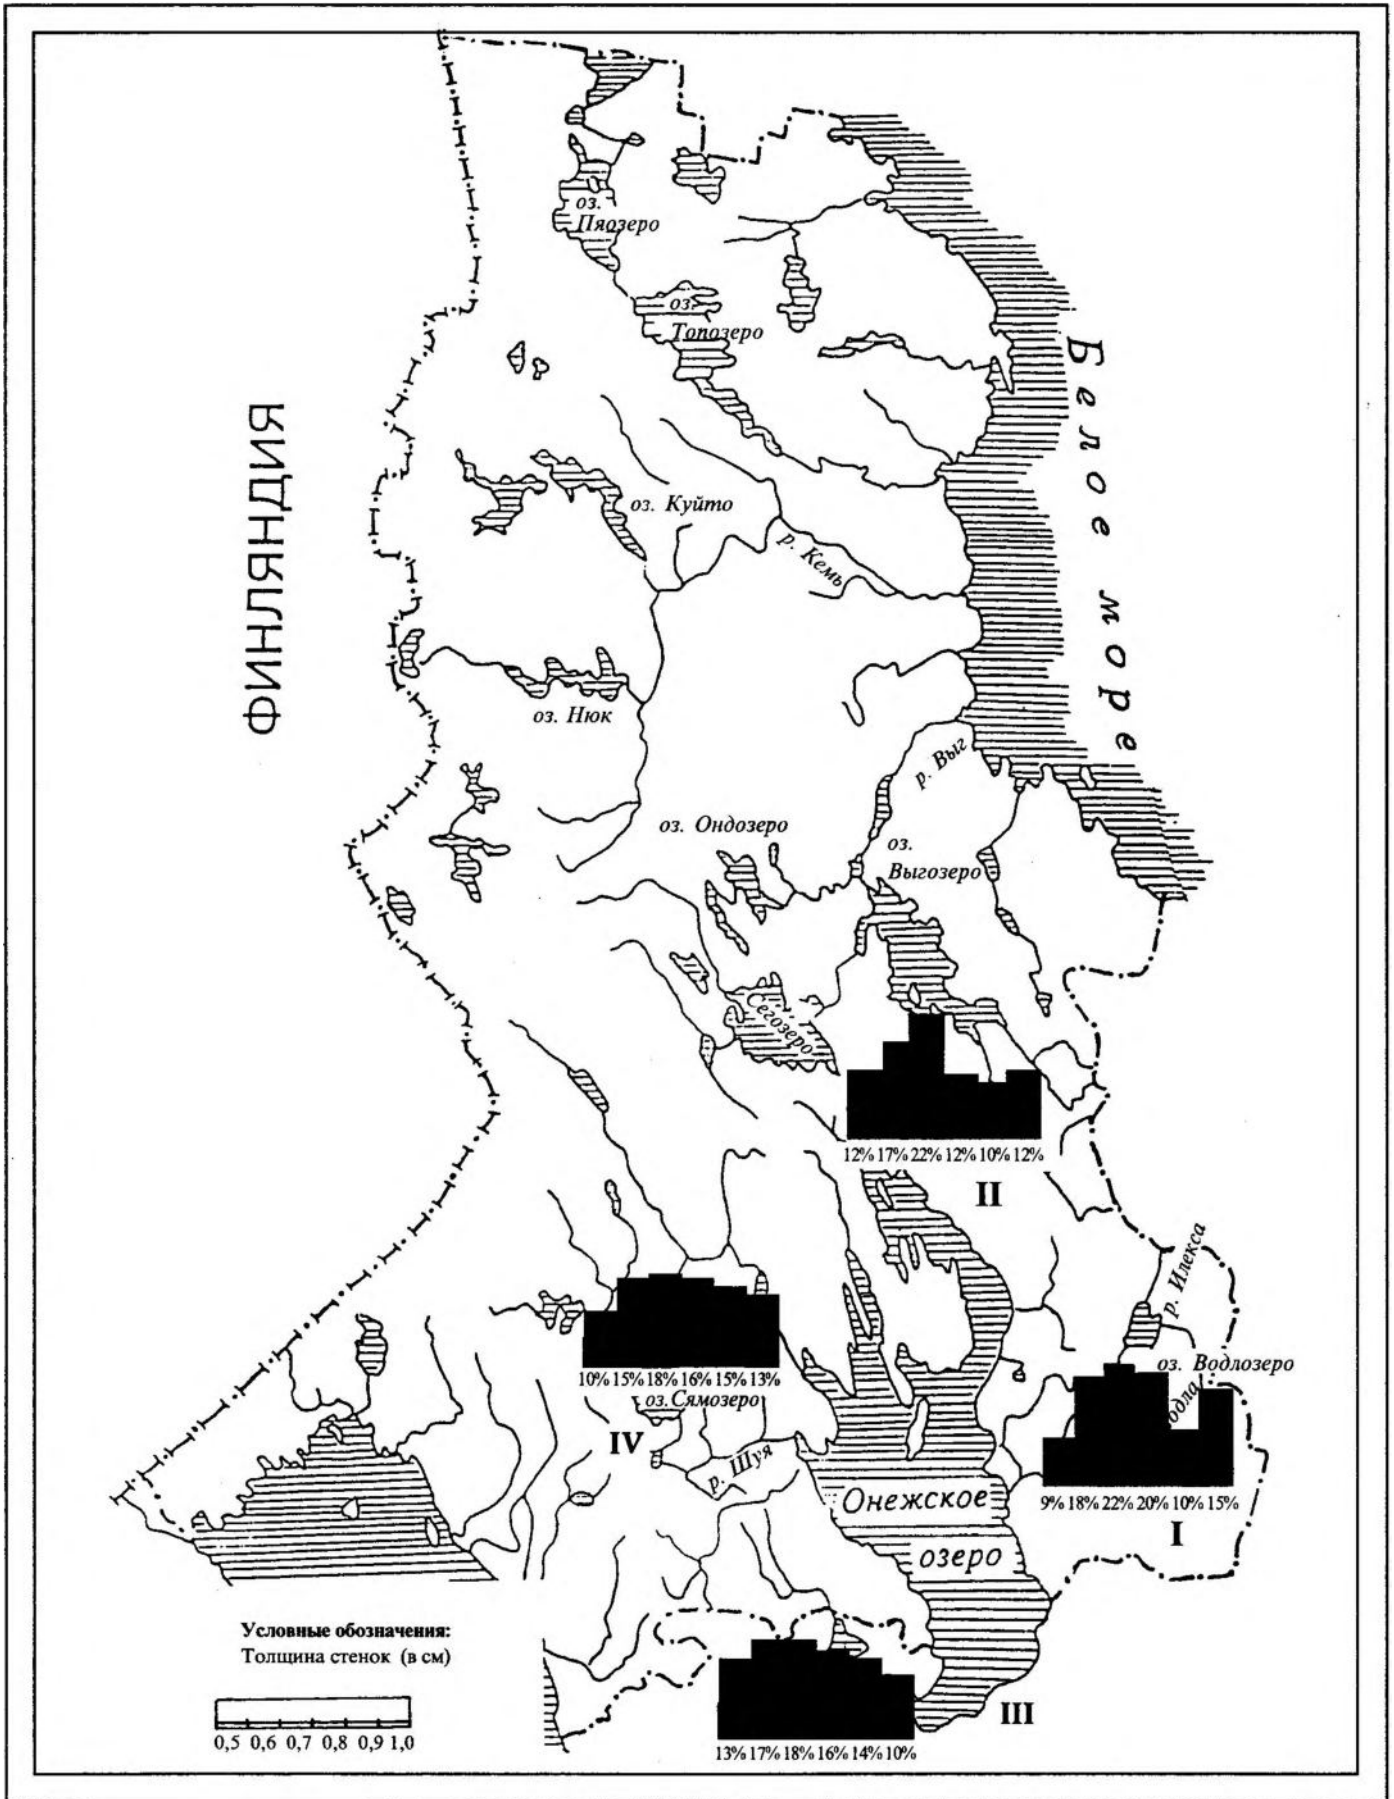 оз.
Пяозеро
оз.
Топозеро
Белое море
ФИНЛЯНДИЯ
оз. Куйто
р. Кемь
оз. Нюк
р. Выг
оз. Ондозеро
оз.
Выгозеро
Сегозеро
12% 17% 22% 12% 10% 12%
II
р. Илекса
оз. Водлозеро
одла
10% 15% 18% 16% 15% 13%
оз. Сямозеро
IV
р. Шуя
Онежское
озеро
9% 18% 22% 20% 10% 15%
I
Условные обозначения:
Толщина стенок (в см)
0,5 0,6 0,7 0,8 0,9 1,0
III
13% 17% 18% 16% 14% 10%